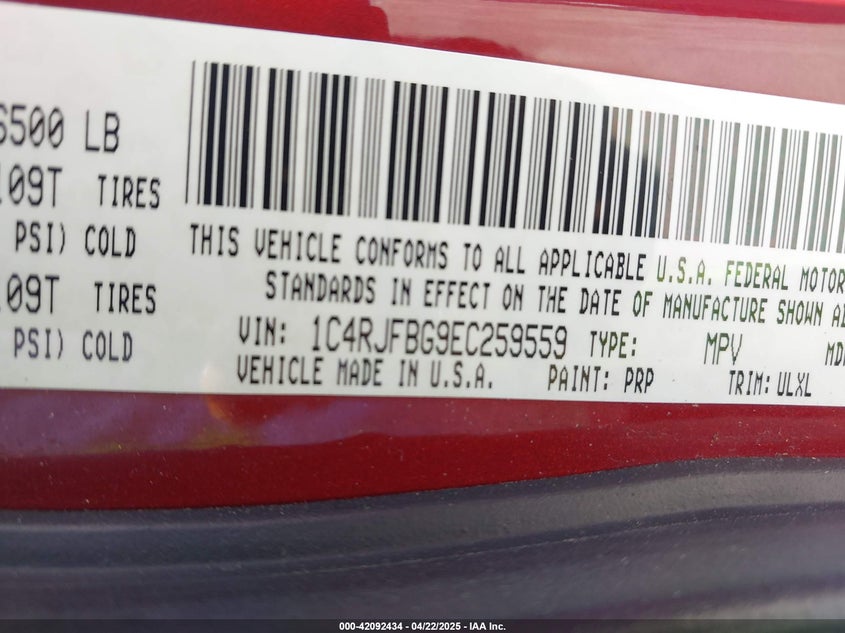 6500 LB
109T TIRES
PSI) COLD
109T TIRES
PSI) COLD
THIS VEHICLE CONFORMS TO ALL APPLICABLE U.S.A. FEDERAL MOTOR
STANDARDS IN EFFECT ON THE DATE OF MANUFACTURE SHOWN
VIN: 1C4RJFBG9EC259559 TYPE: MPV
VEHICLE MADE IN U.S.A. PAINT: PRP TRIM: ULXL
000-42092434 - 04/22/2025 - IAA Inc.